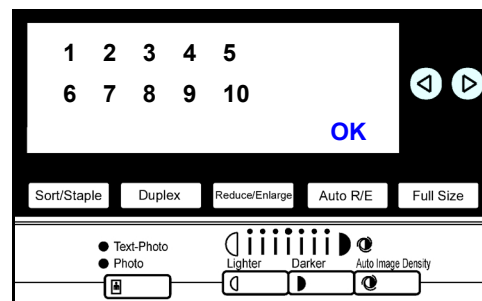 1 2 3 4 5
6 7 8 9 10
OK
Sort/Staple Duplex Reduce/Enlarge Auto R/E Full Size
Text-Photo
Photo
Lighter Darker Auto Image Density